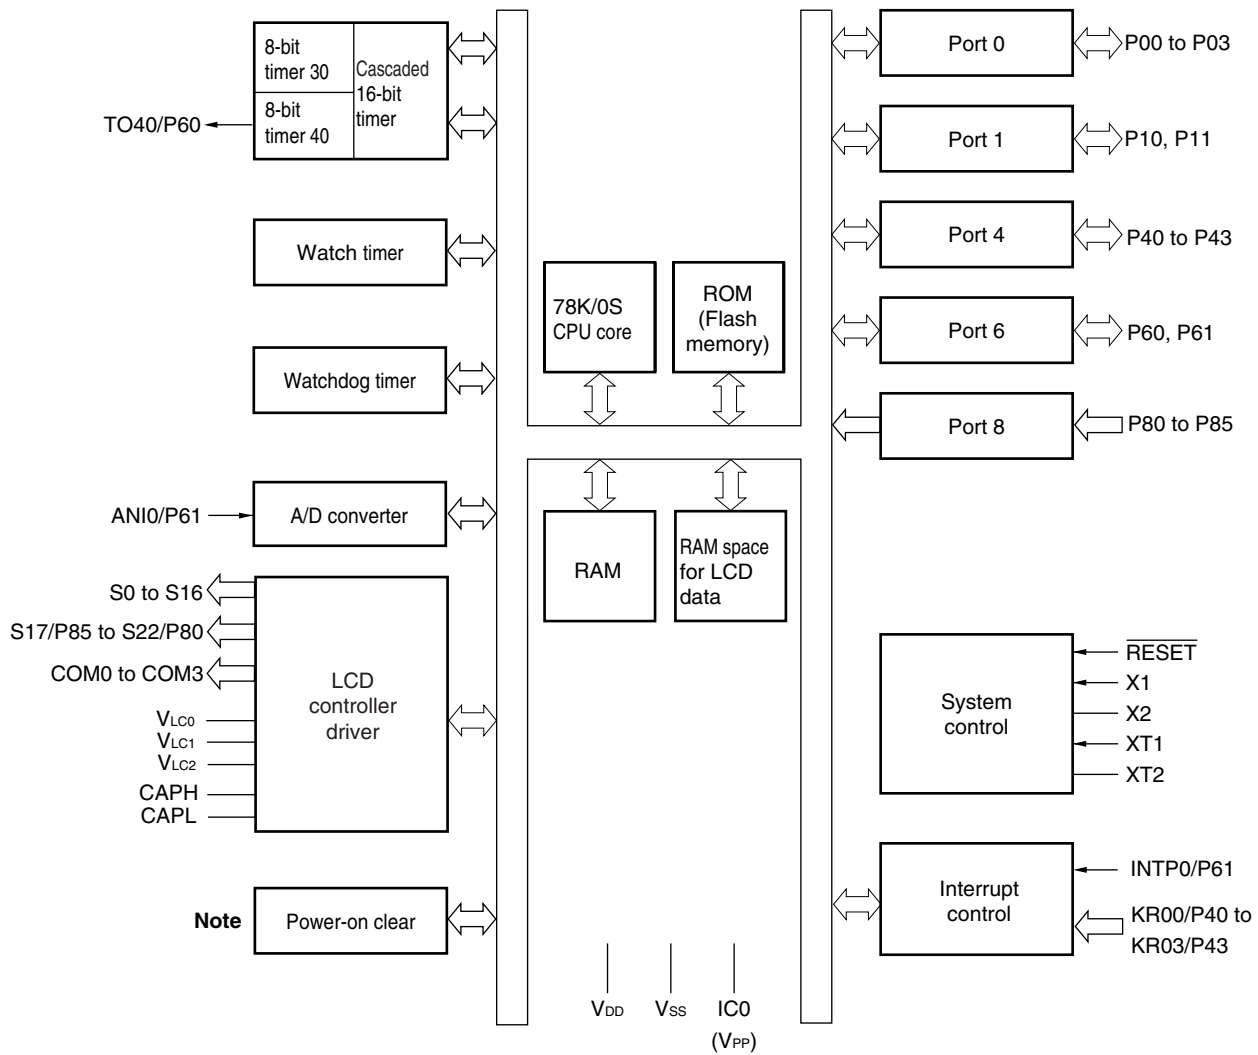 8-bit
timer 30
Cascaded
16-bit
timer
8-bit
timer 40
TO40/P60
Watch timer
Watchdog timer
ANI0/P61
A/D converter
S0 to S16
S17/P85 to S22/P80
COM0 to COM3
VLC0
VLC1
VLC2
CAPH
CAPL
LCD
controller
driver
Note
Power-on clear
78K/0S
CPU core
ROM
(Flash
memory)
RAM
RAM space
for LCD
data
VDD
VSS
IC0
(VPP)
Port 0
P00 to P03
Port 1
P10, P11
Port 4
P40 to P43
Port 6
P60, P61
Port 8
P80 to P85
System
control
RESET
X1
X2
XT1
XT2
Interrupt
control
INTP0/P61
KR00/P40 to
KR03/P43